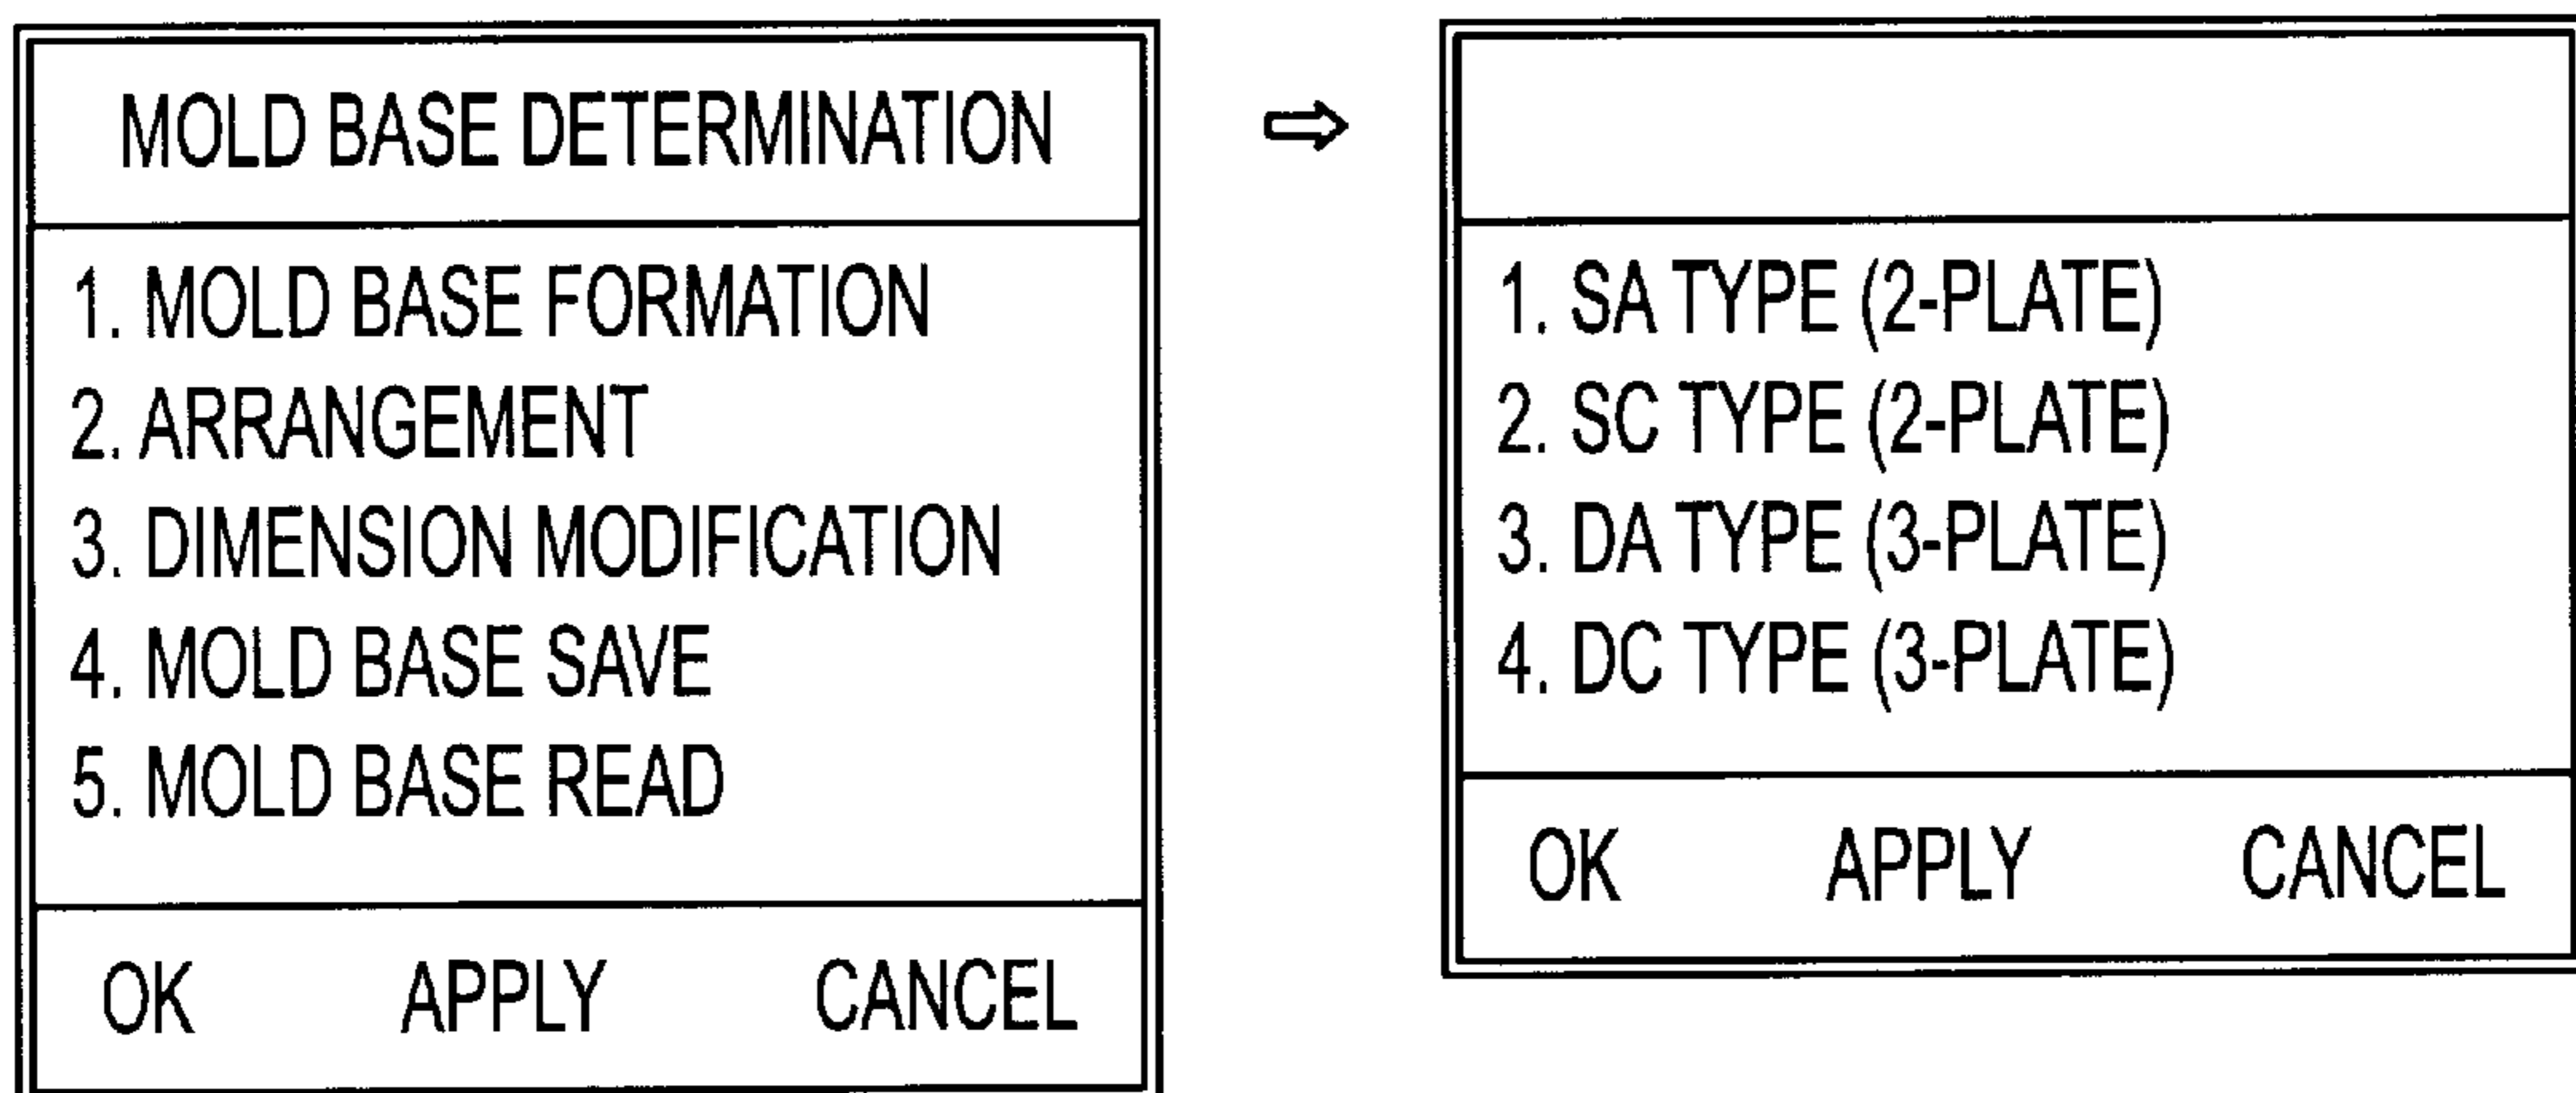 MOLD BASE DETERMINATION
1. MOLD BASE FORMATION
2. ARRANGEMENT
3. DIMENSION MODIFICATION
4. MOLD BASE SAVE
5. MOLD BASE READ
OK APPLY CANCEL
⇨
1. SA TYPE (2-PLATE)
2. SC TYPE (2-PLATE)
3. DA TYPE (3-PLATE)
4. DC TYPE (3-PLATE)
OK APPLY CANCEL